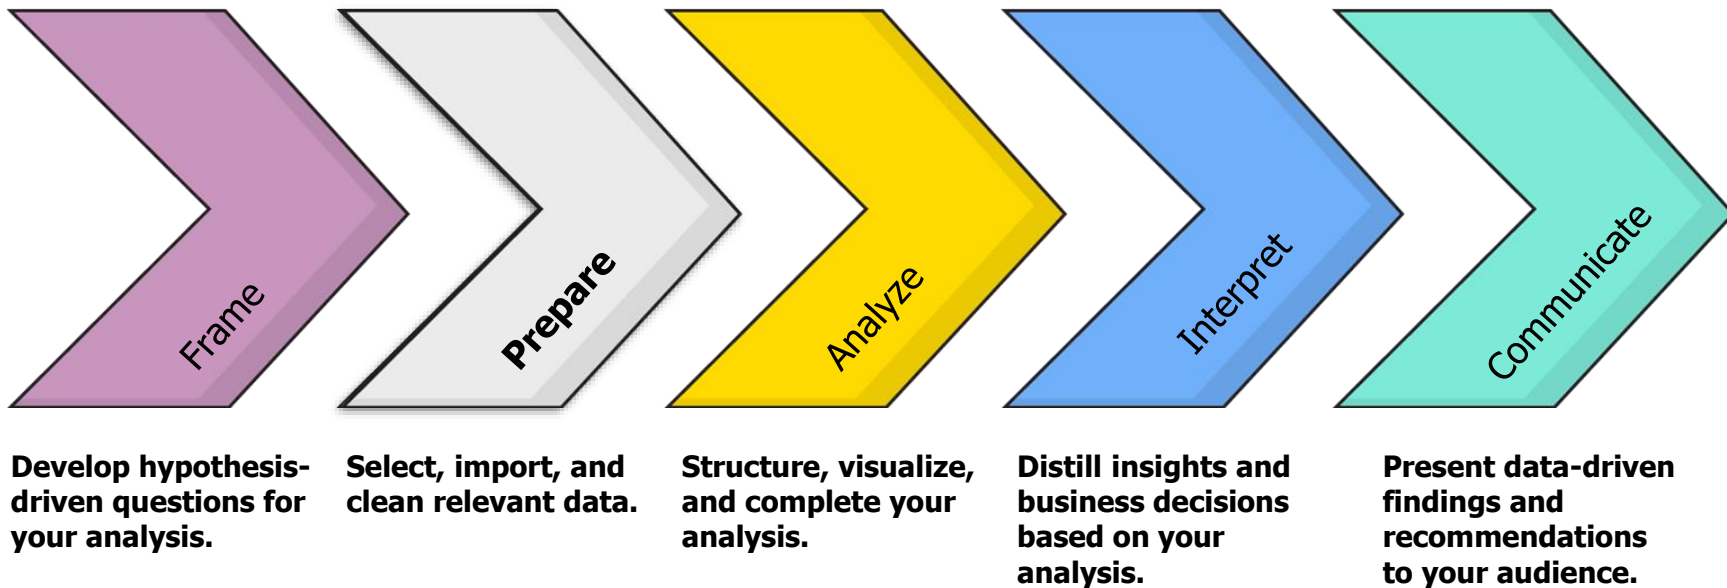 Frame
Prepare
Analyze
Interpret
Communicate
Develop hypothesis-
driven questions for
your analysis.
Select, import, and
clean relevant data.
Structure, visualize,
and complete your
analysis.
Distill insights and
business decisions
based on your
analysis.
Present data-driven
findings and
recommendations
to your audience.